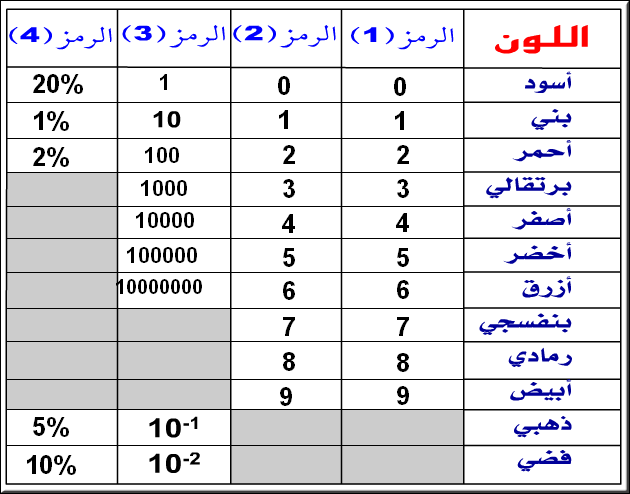 اللون الرمز(1) الرمز(2) الرمز(3) الرمز(4)
أسود 0 0 1 20%
بني 1 1 10 1%
أحمر 2 2 100 2%
برتقالي 3 3 1000
أصفر 4 4 10000
أخضر 5 5 100000
أزرق 6 6 10000000
بنفسجي 7 7
رمادي 8 8
أبيض 9 9
ذهبي 10⁻¹ 5%
فضي 10⁻² 10%